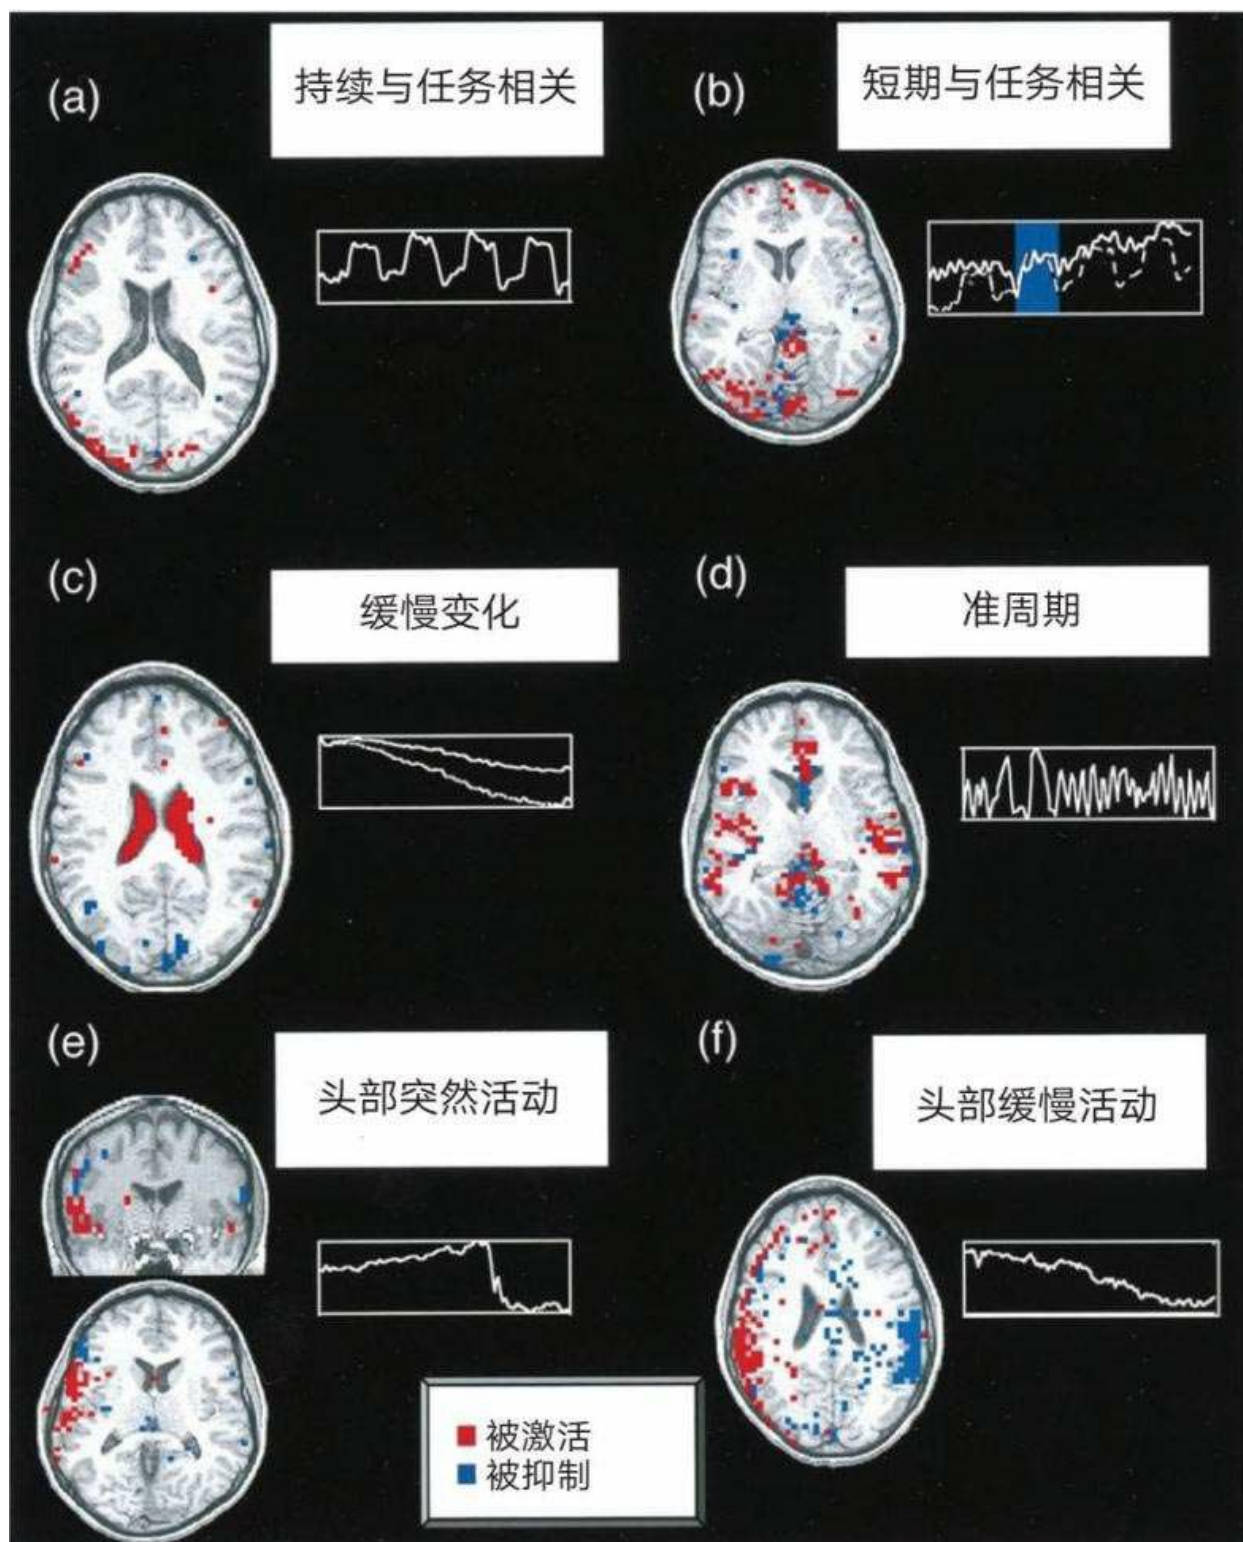 (a)
持续与任务相关
(b)
短期与任务相关
(c)
缓慢变化
(d)
准周期
(e)
头部突然活动
(f)
头部缓慢活动
被激活
被抑制